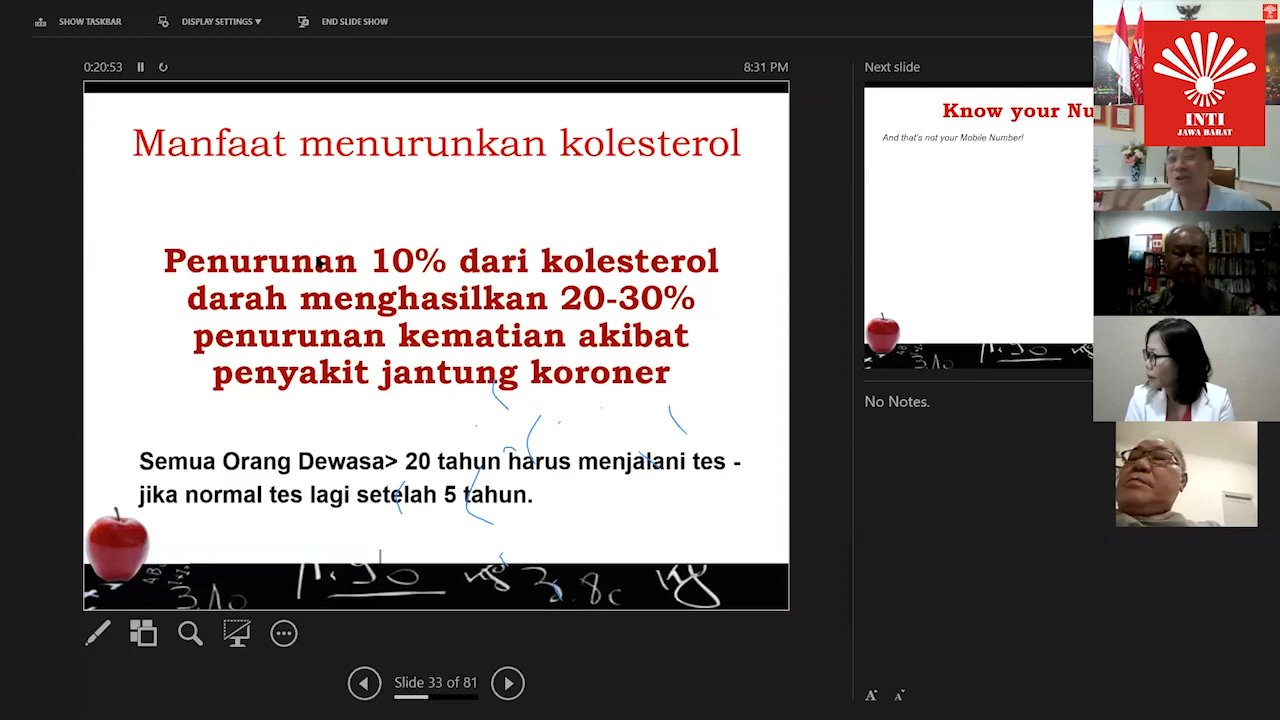 SHOW TASKBAR
DISPLAY SETTINGS ▼
END SLIDE SHOW
0:20:53
8:31 PM
Manfaat menurunkan kolesterol
Penurunan 10% dari kolesterol
darah menghasilkan 20-30%
penurunan kematian akibat
penyakit jantung koroner
Semua Orang Dewasa> 20 tahun harus menjalani tes -
jika normal tes lagi setelah 5 tahun.
Slide 33 of 81
Next slide
Know your Nu
And that's not your Mobile Number!
No Notes.
INTI
JAWA BARAT